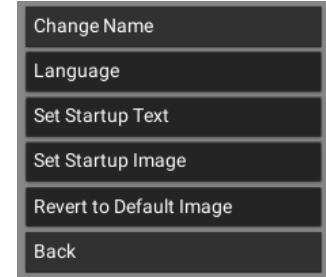 Change Name
Language
Set Startup Text
Set Startup Image
Revert to Default Image
Back